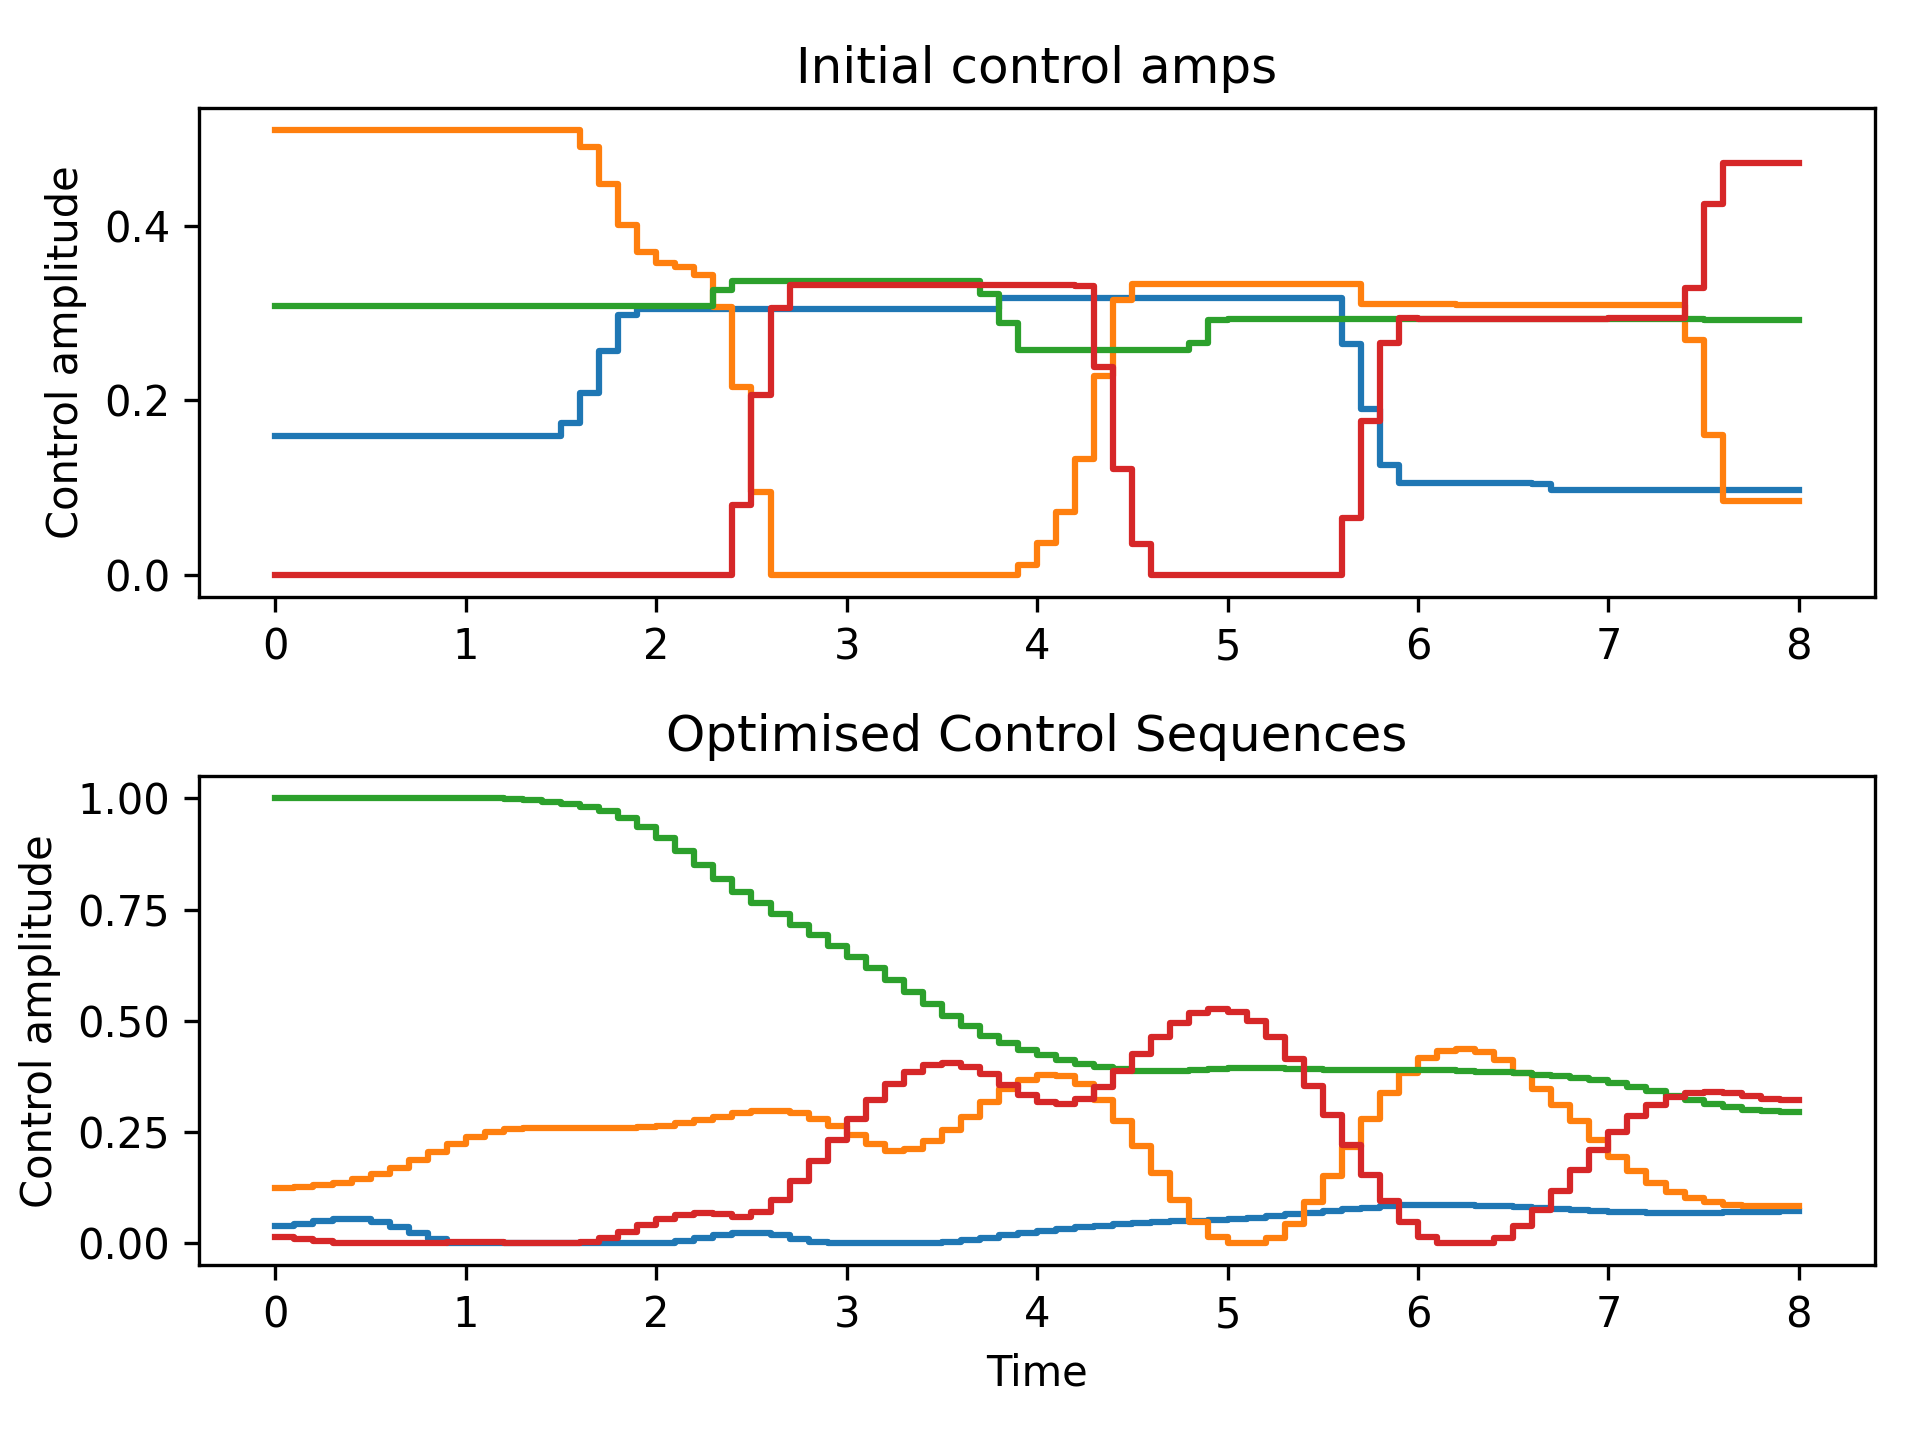 Initial control amps
Control amplitude
0.4
0.2
0.0
0 1 2 3 4 5 6 7 8
Optimised Control Sequences
Control amplitude
1.00
0.75
0.50
0.25
0.00
0 1 2 3 4 5 6 7 8
Time